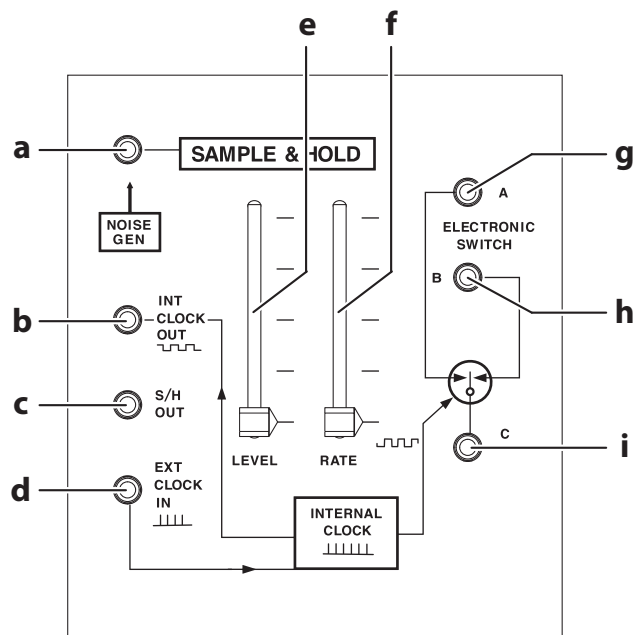 e
f
a
SAMPLE & HOLD
g
A
NOISE
GEN
ELECTRONIC
SWITCH
B
h
b
INT
CLOCK
OUT
c
S/H
OUT
C
i
d
EXT
CLOCK
IN
LEVEL
RATE
INTERNAL
CLOCK